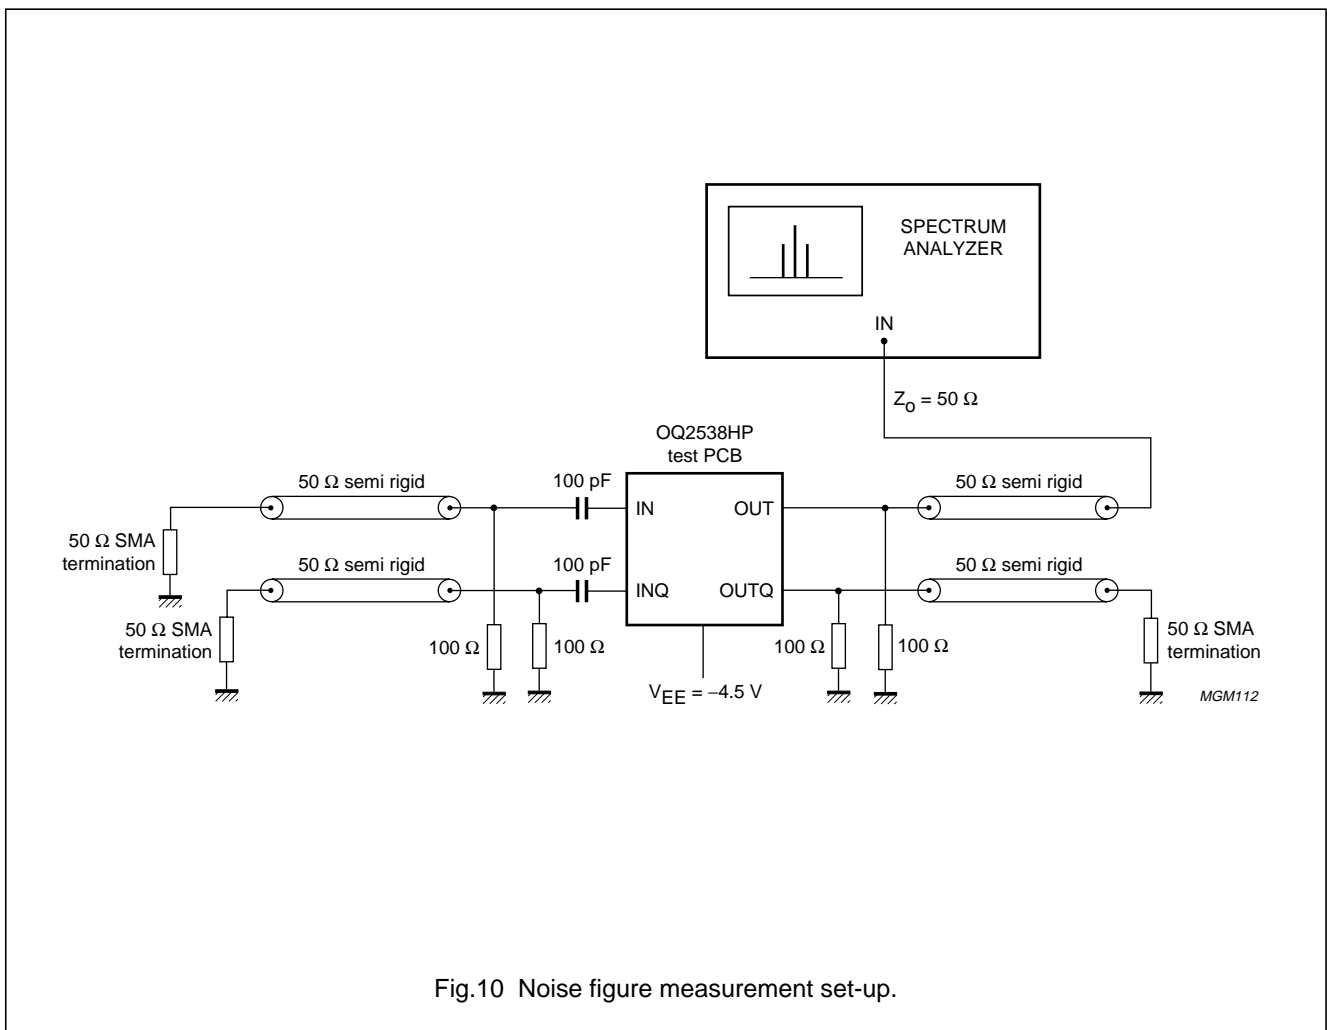 SPECTRUM
ANALYZER
IN
Zo = 50 Ω
OQ2538HP
test PCB
50 Ω semi rigid
100 pF
IN
OUT
50 Ω semi rigid
50 Ω SMA
termination
50 Ω semi rigid
100 pF
INQ
OUTQ
50 Ω semi rigid
50 Ω SMA
termination
100 Ω
100 Ω
100 Ω
100 Ω
50 Ω SMA
termination
VEE = −4.5 V
MGM112
Fig.10 Noise figure measurement set-up.